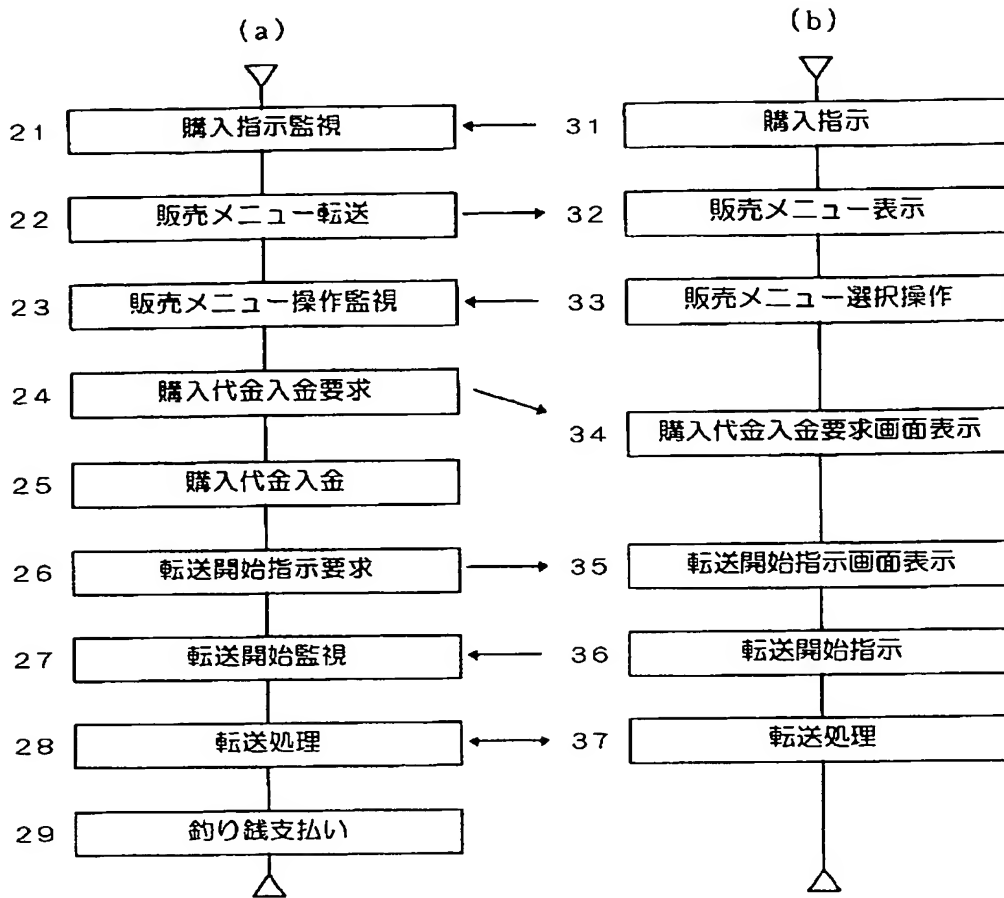 (a) (b)
21 購入指示監視 31 購入指示
22 販売メニュー転送 32 販売メニュー表示
23 販売メニュー操作監視 33 販売メニュー選択操作
24 購入代金入金要求
34 購入代金入金要求画面表示
25 購入代金入金
26 転送開始指示要求 35 転送開始指示画面表示
27 転送開始監視 36 転送開始指示
28 転送処理 37 転送処理
29 釣り銭支払い